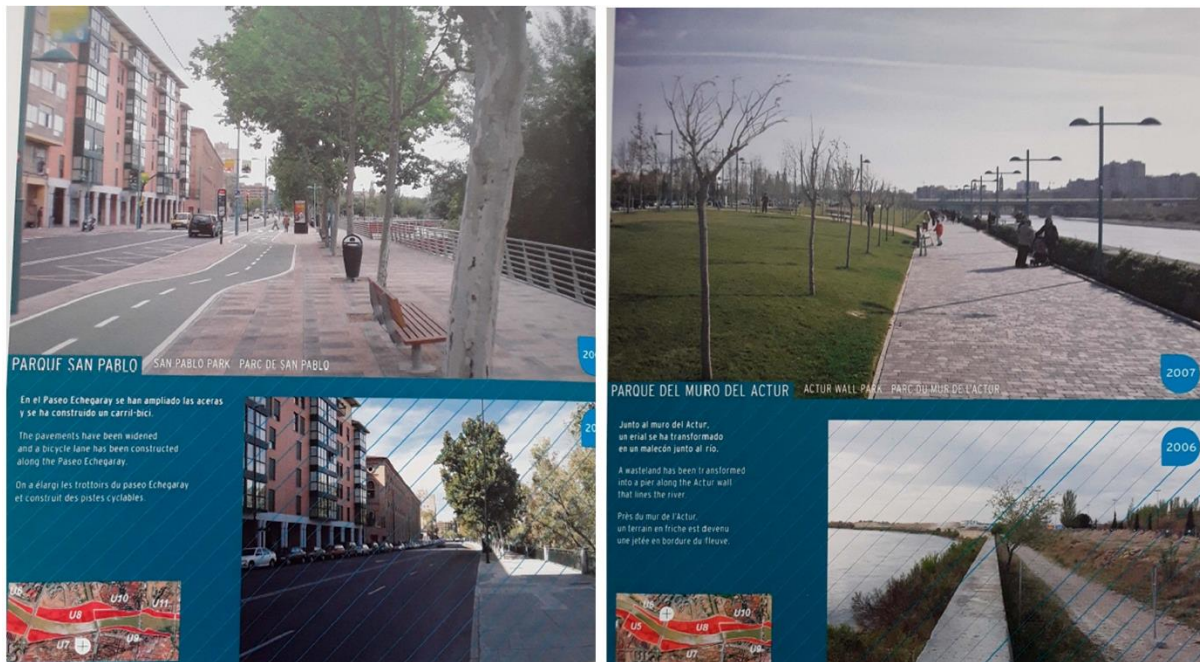 PARQUE SAN PABLO SAN PABLO PARK PARC DE SAN PABLO
En el Paseo Echegaray se han ampliado las aceras
y se ha construido un carril-bici.
The pavements have been widened
and a bicycle lane has been constructed
along the Paseo Echegaray.
On a élargi les trottoirs du paseo Echegaray
et construit des pistes cyclables.
U6
U8
U10
U11
U7
U9
2007
PARQUE DEL MURO DEL ACTUR ACTUR WALL PARK PARC DU MUR DE L'ACTUR
Junto al muro del Actur,
un erial se ha transformado
en un malecón junto al río.
A wasteland has been transformed
into a pier along the Actur wall
that lines the river.
Près du mur de l'Actur,
un terrain en friche est devenu
une jetée en bordure du fleuve.
2006
U6
U10
U5
U8
U7
U9